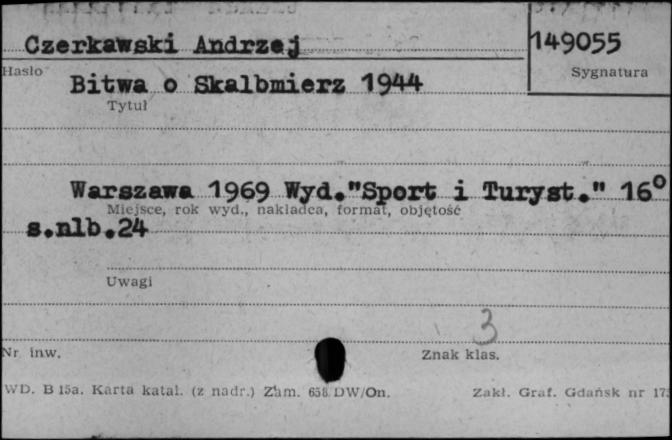 Czerkawski Andrzej
149055
Hasło
Sygnatura
Bitwa o Skalbmierz 1944
Tytuł
Warszawa 1969 Wyd."Sport i Turyst." 16°
Miejsce, rok wyd., nakładca, format, objętość
s.nlb.24
Uwagi
3
Nr inw.
Znak klas.
WD. B 15a. Karta katal. (z nadr.) Zam. 658 DW/On.
Zakł. Graf. Gdańsk nr 175